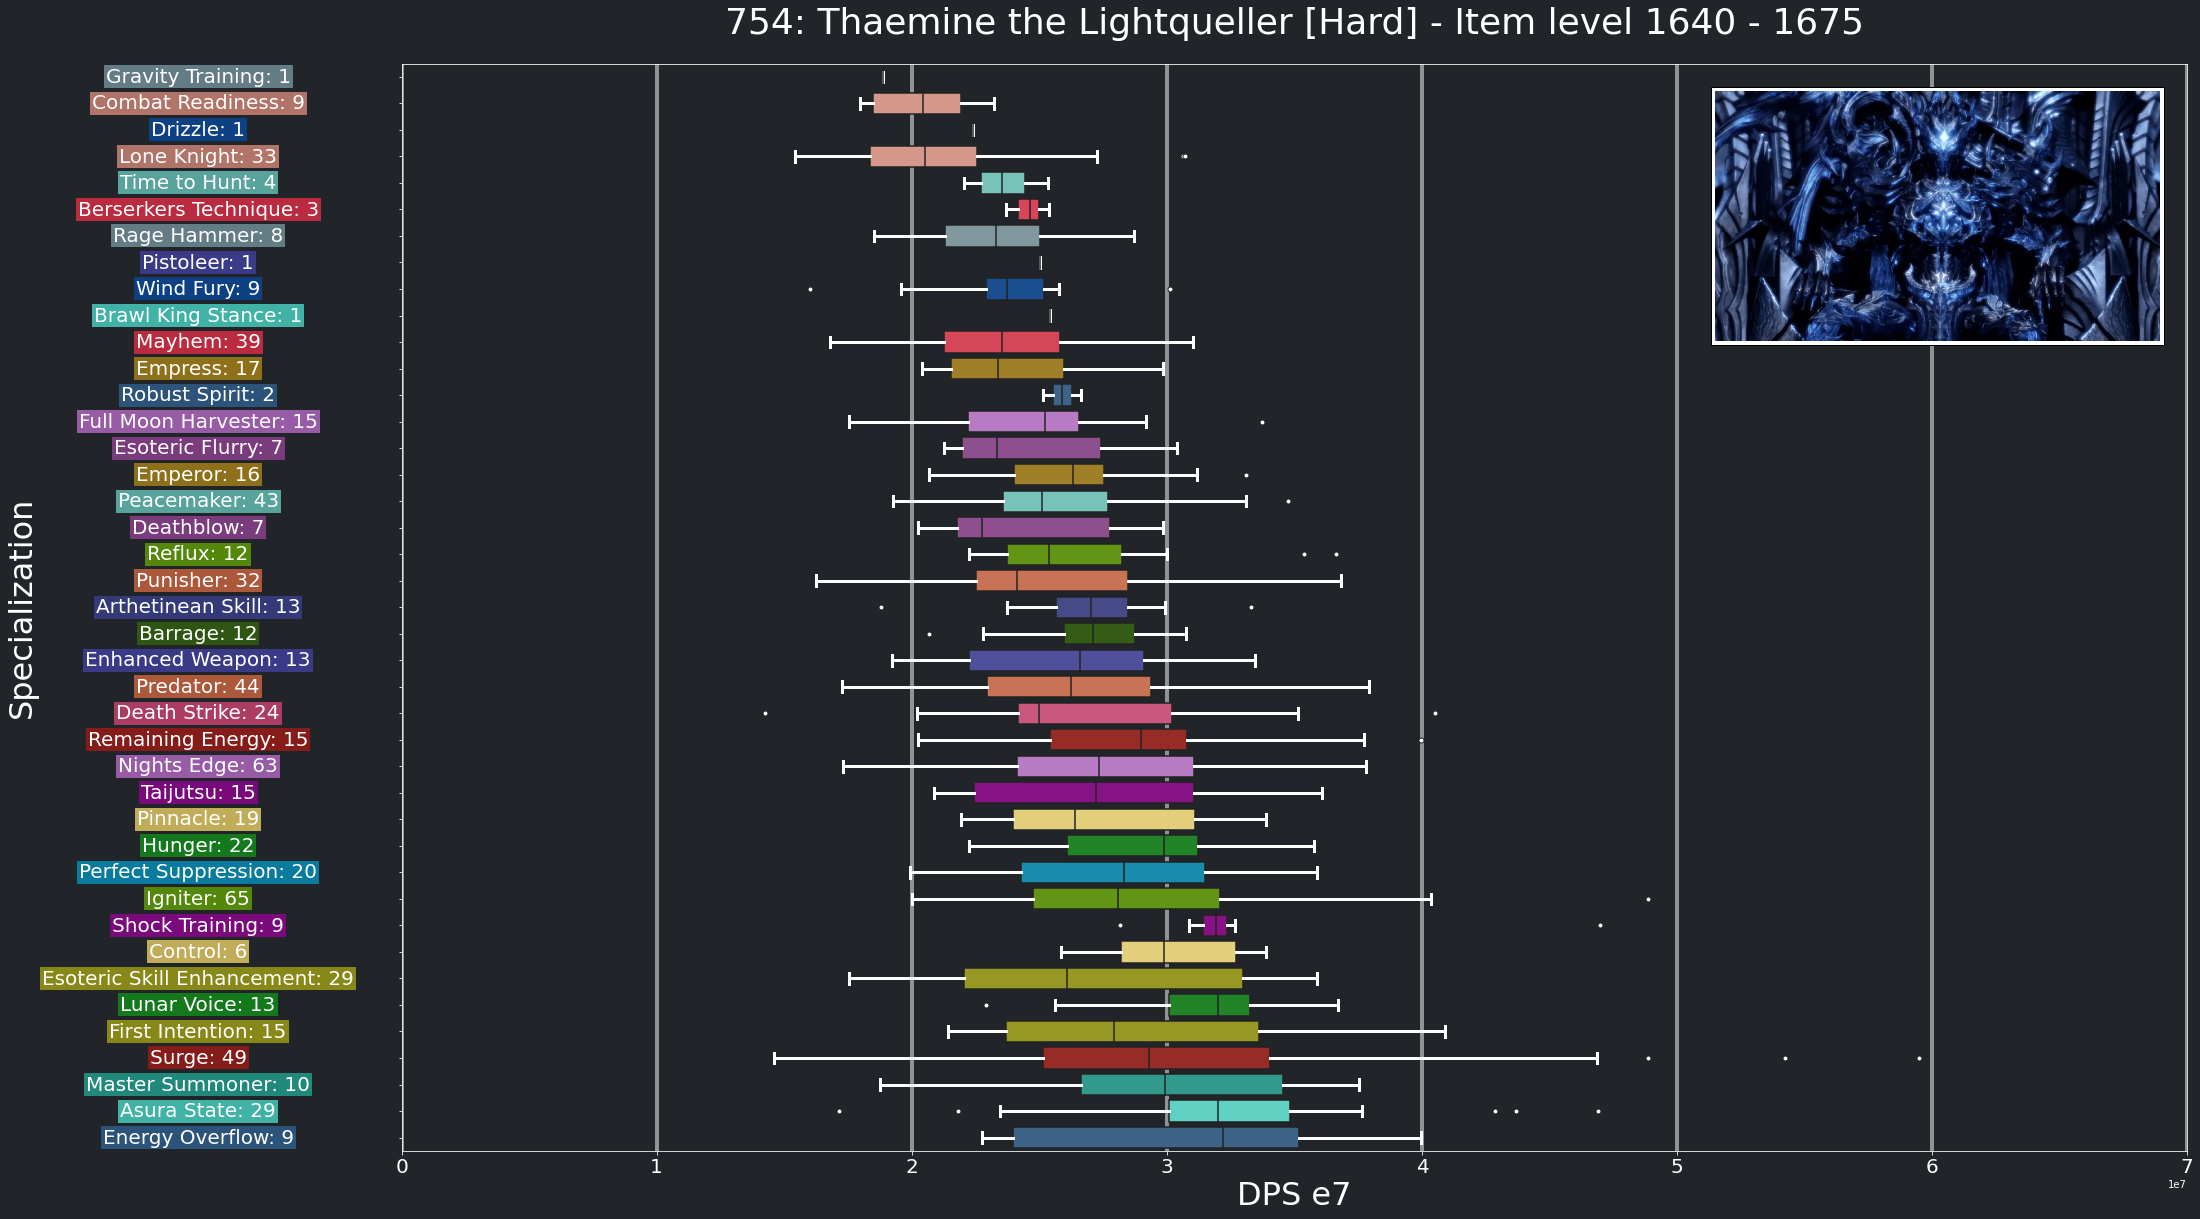 754: Thaemine the Lightqueller [Hard] - Item level 1640 - 1675
Specialization
Gravity Training: 1
Combat Readiness: 9
Drizzle: 1
Lone Knight: 33
Time to Hunt: 4
Berserkers Technique: 3
Rage Hammer: 8
Pistoleer: 1
Wind Fury: 9
Brawl King Stance: 1
Mayhem: 39
Empress: 17
Robust Spirit: 2
Full Moon Harvester: 15
Esoteric Flurry: 7
Emperor: 16
Peacemaker: 43
Deathblow: 7
Reflux: 12
Punisher: 32
Arthetinean Skill: 13
Barrage: 12
Enhanced Weapon: 13
Predator: 44
Death Strike: 24
Remaining Energy: 15
Nights Edge: 63
Taijutsu: 15
Pinnacle: 19
Hunger: 22
Perfect Suppression: 20
Igniter: 65
Shock Training: 9
Control: 6
Esoteric Skill Enhancement: 29
Lunar Voice: 13
First Intention: 15
Surge: 49
Master Summoner: 10
Asura State: 29
Energy Overflow: 9
0 1 2 3 4 5 6 7
DPS e7
1e7